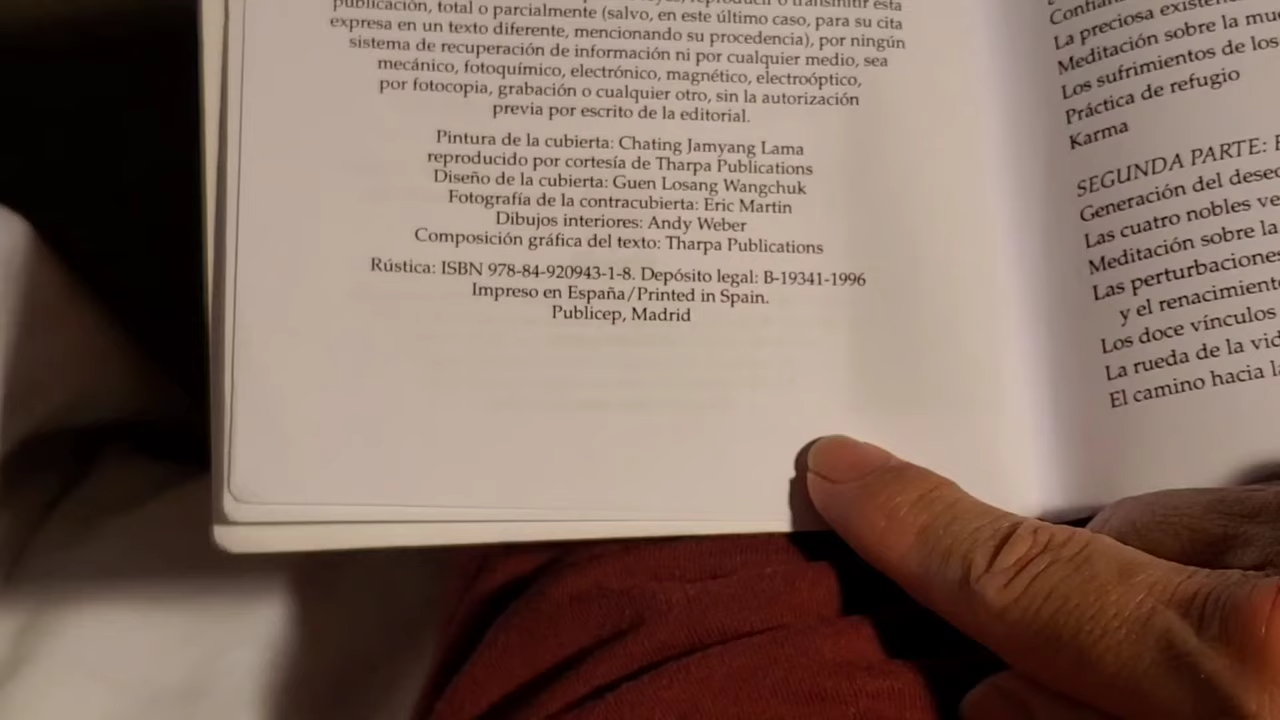 publicación, total o parcialmente (salvo, en este último caso, para su cita
expresa en un texto diferente, mencionando su procedencia), por ningún
sistema de recuperación de información ni por cualquier medio, sea
mecánico, fotoquímico, electrónico, magnético, electroóptico,
por fotocopia, grabación o cualquier otro, sin la autorización
previa por escrito de la editorial.
Pintura de la cubierta: Chating Jamyang Lama
reproducido por cortesía de Tharpa Publications
Diseño de la cubierta: Guen Losang Wangchuk
Fotografía de la contracubierta: Eric Martin
Dibujos interiores: Andy Weber
Composición gráfica del texto: Tharpa Publications
Rústica: ISBN 978-84-920943-1-8. Depósito legal: B-19341-1996
Impreso en España/Printed in Spain.
Publicep, Madrid
La preciosa
Meditación sobre la
Los sufrimientos de los
Práctica de refugio
Karma
SEGUNDA PARTE:
Generación del
Las cuatro nobles
Meditación sobre la
Las perturbaciones
y el renacimiento
Los doce vínculos
La rueda de la
El camino hacia